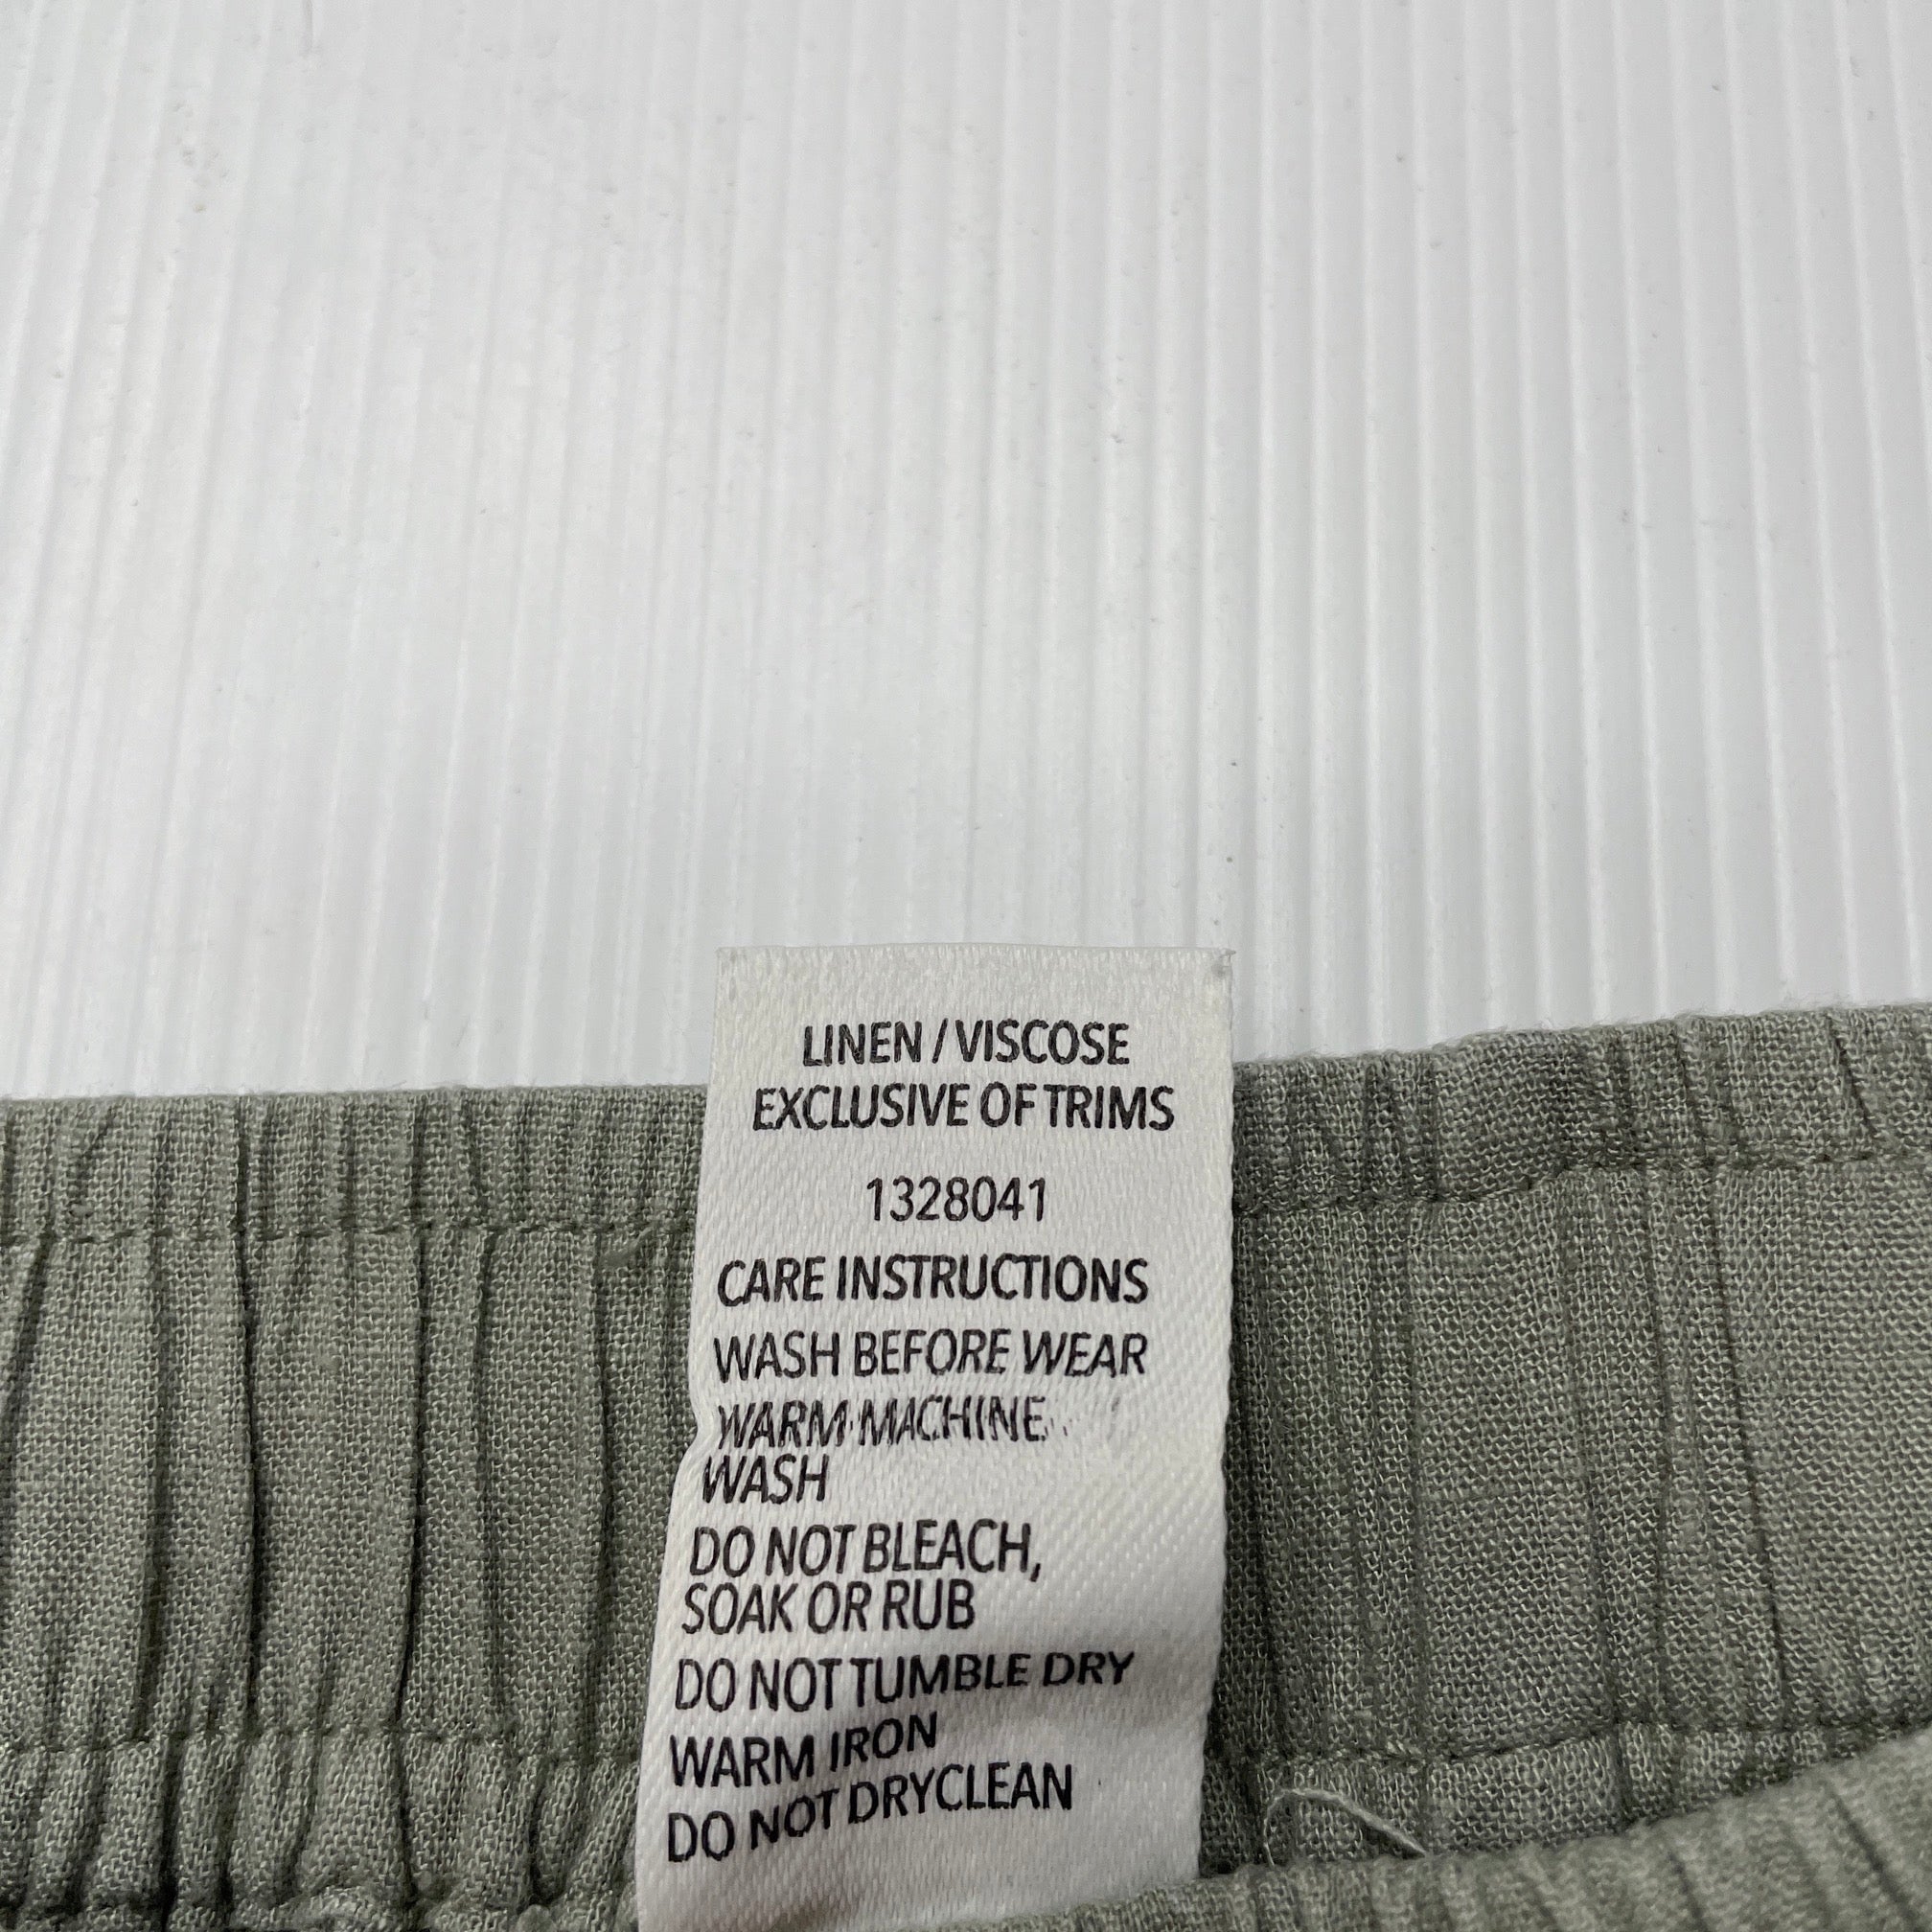 LINEN / VISCOSE
EXCLUSIVE OF TRIMS
1328041
CARE INSTRUCTIONS
WASH BEFORE WEAR
WARM MACHINE
WASH
DO NOT BLEACH,
SOAK OR RUB
DO NOT TUMBLE DRY
WARM IRON
DO NOT DRYCLEAN